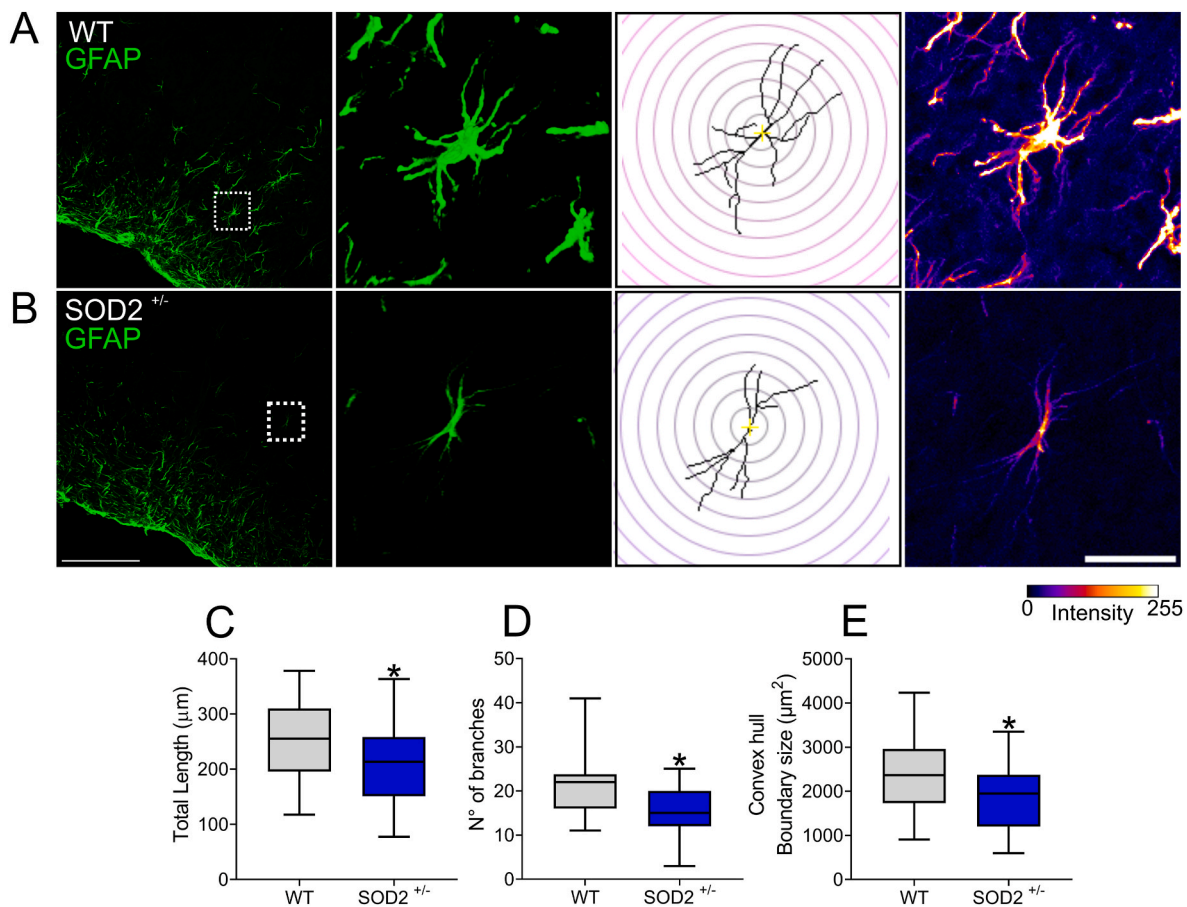 A
WT
GFAP
B
SOD2 +/-
GFAP
0 Intensity 255
C
Total Length (µm)
400
300
200
100
0
WT SOD2 +/-
*
D
N° of branches
50
40
30
20
10
0
WT SOD2 +/-
*
E
Convex hull
Boundary size (µm²)
5000
4000
3000
2000
1000
0
WT SOD2 +/-
*